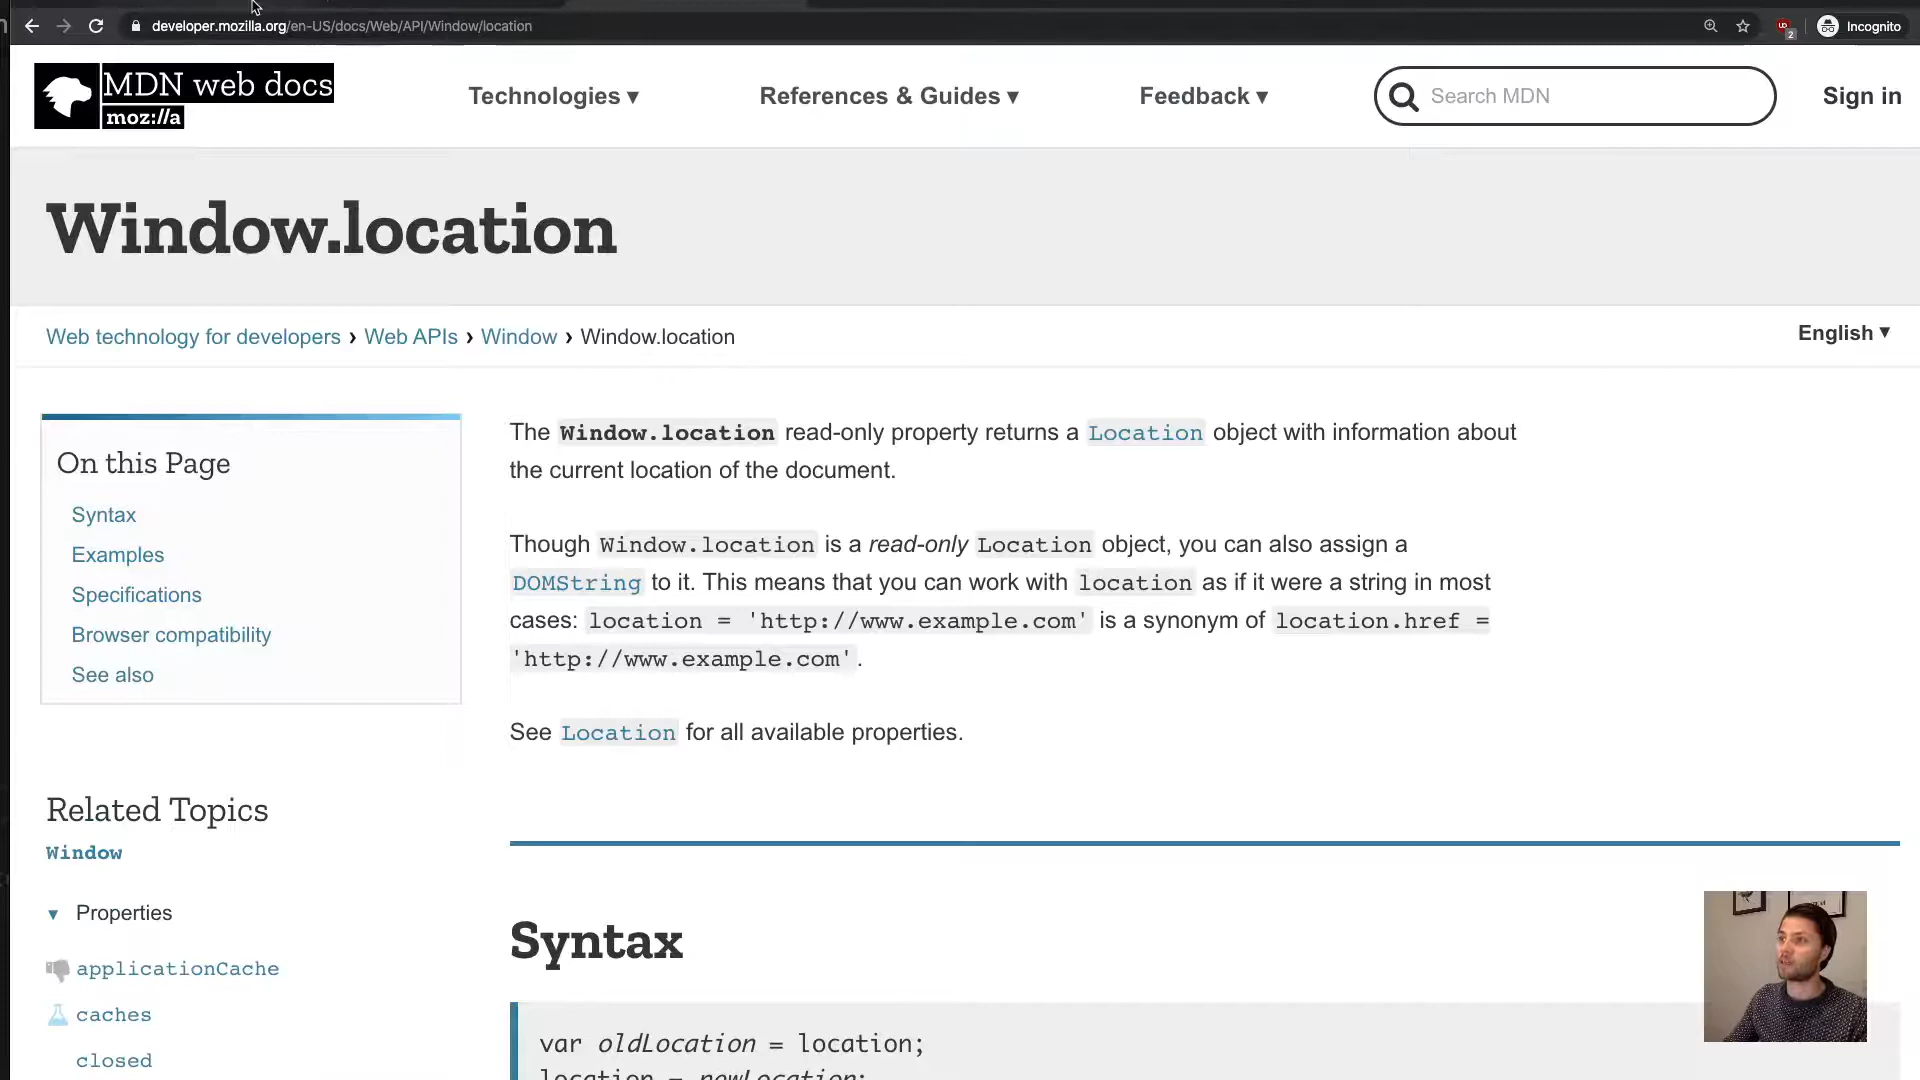 developer.mozilla.org/en-US/docs/Web/API/Window/location
2
Incognito
MDN web docs
moz://a
Technologies ▾
References & Guides ▾
Feedback ▾
Search MDN
Sign in
Window.location
Web technology for developers › Web APIs › Window › Window.location
English ▾
On this Page
Syntax
Examples
Specifications
Browser compatibility
See also
The Window.location read-only property returns a Location object with information about
the current location of the document.
Though Window.location is a read-only Location object, you can also assign a
DOMString to it. This means that you can work with location as if it were a string in most
cases: location = 'http://www.example.com' is a synonym of location.href =
'http://www.example.com'.
See Location for all available properties.
Related Topics
Window
▾ Properties
applicationCache
caches
closed
Syntax
var oldLocation = location;
location = newLocation;